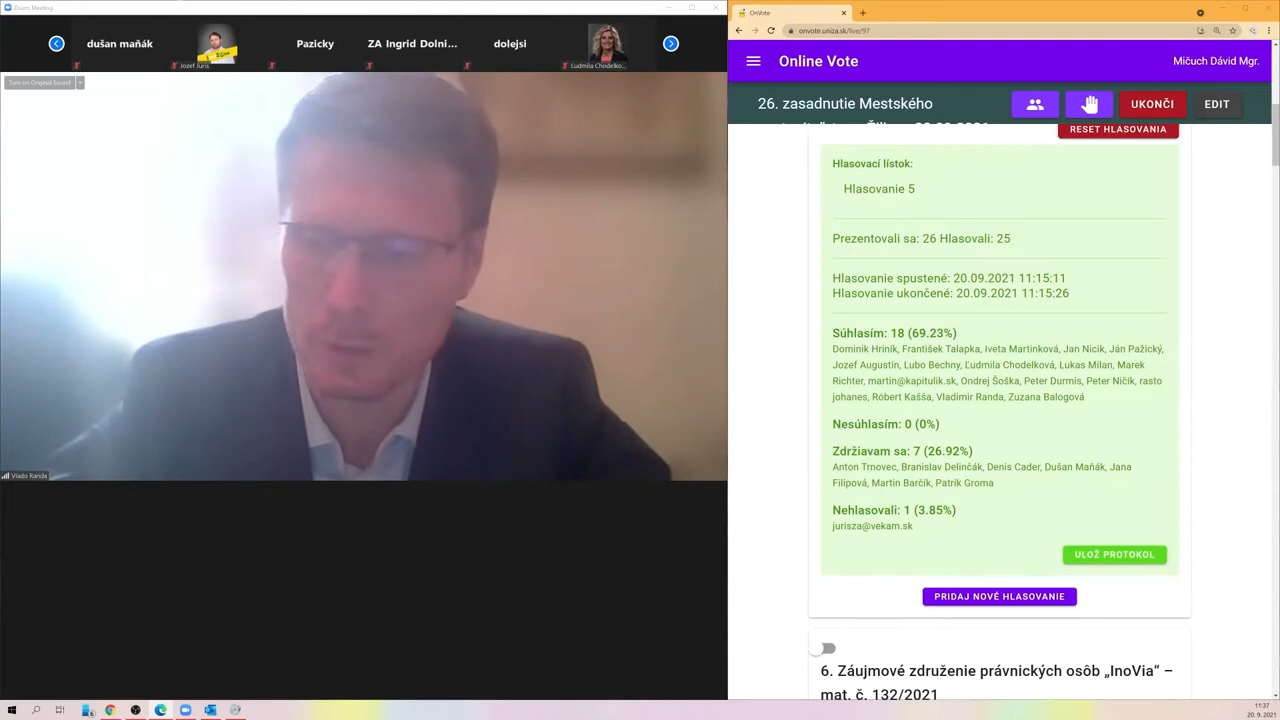 Zoom Meeting
dušan maňák
Pazicky
ZA Ingrid Dolni...
dolejsi
Jozef Juris
Ľudmila Chodelko...
Turn on Original Sound
Vlado Randa
OnVote
onvote.uniza.sk/live/97
Online Vote
Mičuch Dávid Mgr.
26. zasadnutie Mestského
UKONČI
EDIT
RESET HLASOVANIA
Hlasovací lístok:
Hlasovanie 5
Prezentovali sa: 26 Hlasovali: 25
Hlasovanie spustené: 20.09.2021 11:15:11
Hlasovanie ukončené: 20.09.2021 11:15:26
Súhlasím: 18 (69.23%)
Dominik Hriník, František Talapka, Iveta Martinková, Jan Nicik, Ján Pažický,
Jozef Augustín, Lubo Bechny, Ľudmila Chodelková, Lukas Milan, Marek
Richter, martin@kapitulik.sk, Ondrej Šoška, Peter Durmis, Peter Ničík, rasto
johanes, Róbert Kašša, Vladimir Randa, Zuzana Balogová
Nesúhlasím: 0 (0%)
Zdržiavam sa: 7 (26.92%)
Anton Trnovec, Branislav Delinčák, Denis Cader, Dušan Maňák, Jana
Filipová, Martin Barčík, Patrik Groma
Nehlasovali: 1 (3.85%)
jurisza@vekam.sk
ULOŽ PROTOKOL
PRIDAJ NOVÉ HLASOVANIE
6. Záujmové združenie právnických osôb „InoVia“ –
mat. č. 132/2021
11:37
20. 9. 2021